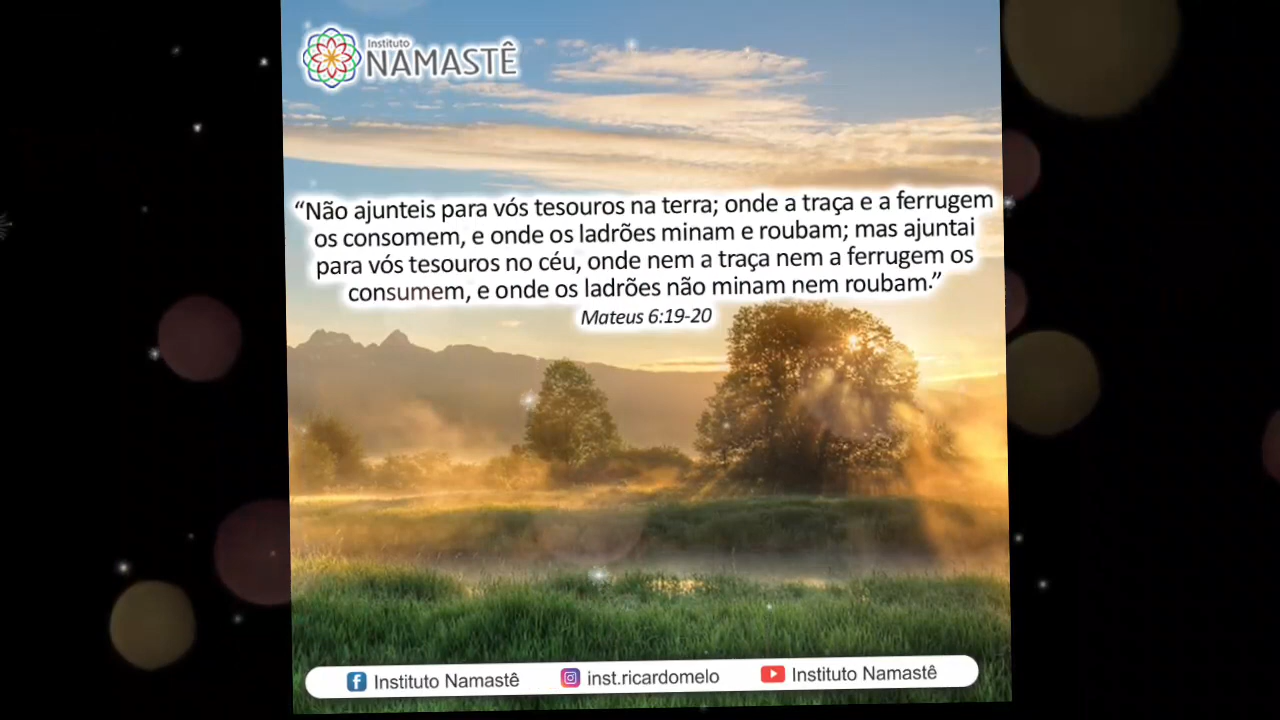 Instituto
NAMASTÊ
“Não ajunteis para vós tesouros na terra; onde a traça e a ferrugem
os consomem, e onde os ladrões minam e roubam; mas ajuntai
para vós tesouros no céu, onde nem a traça nem a ferrugem os
consumem, e onde os ladrões não minam nem roubam.”
Mateus 6:19-20
Instituto Namastê inst.ricardomelo Instituto Namastê